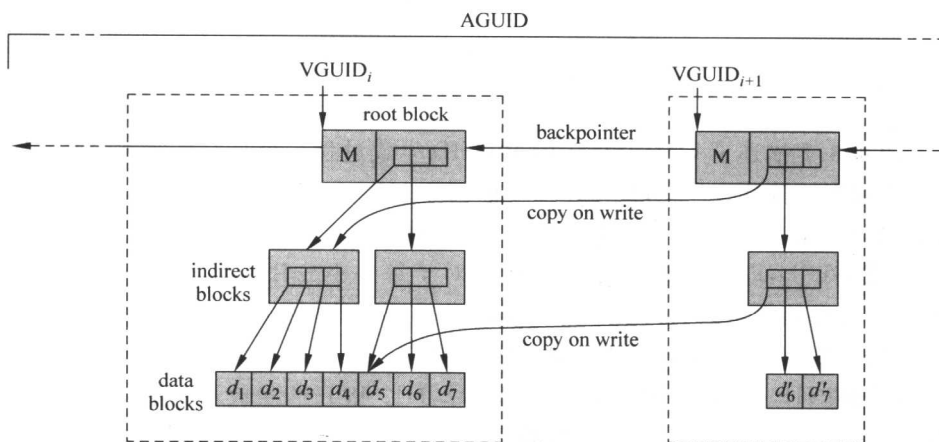 AGUID
VGUIDᵢ
VGUIDᵢ₊₁
root block
backpointer
M
M
copy on write
indirect
blocks
copy on write
data
blocks
d₁ d₂ d₃ d₄ d₅ d₆ d₇
d′₆ d′₇